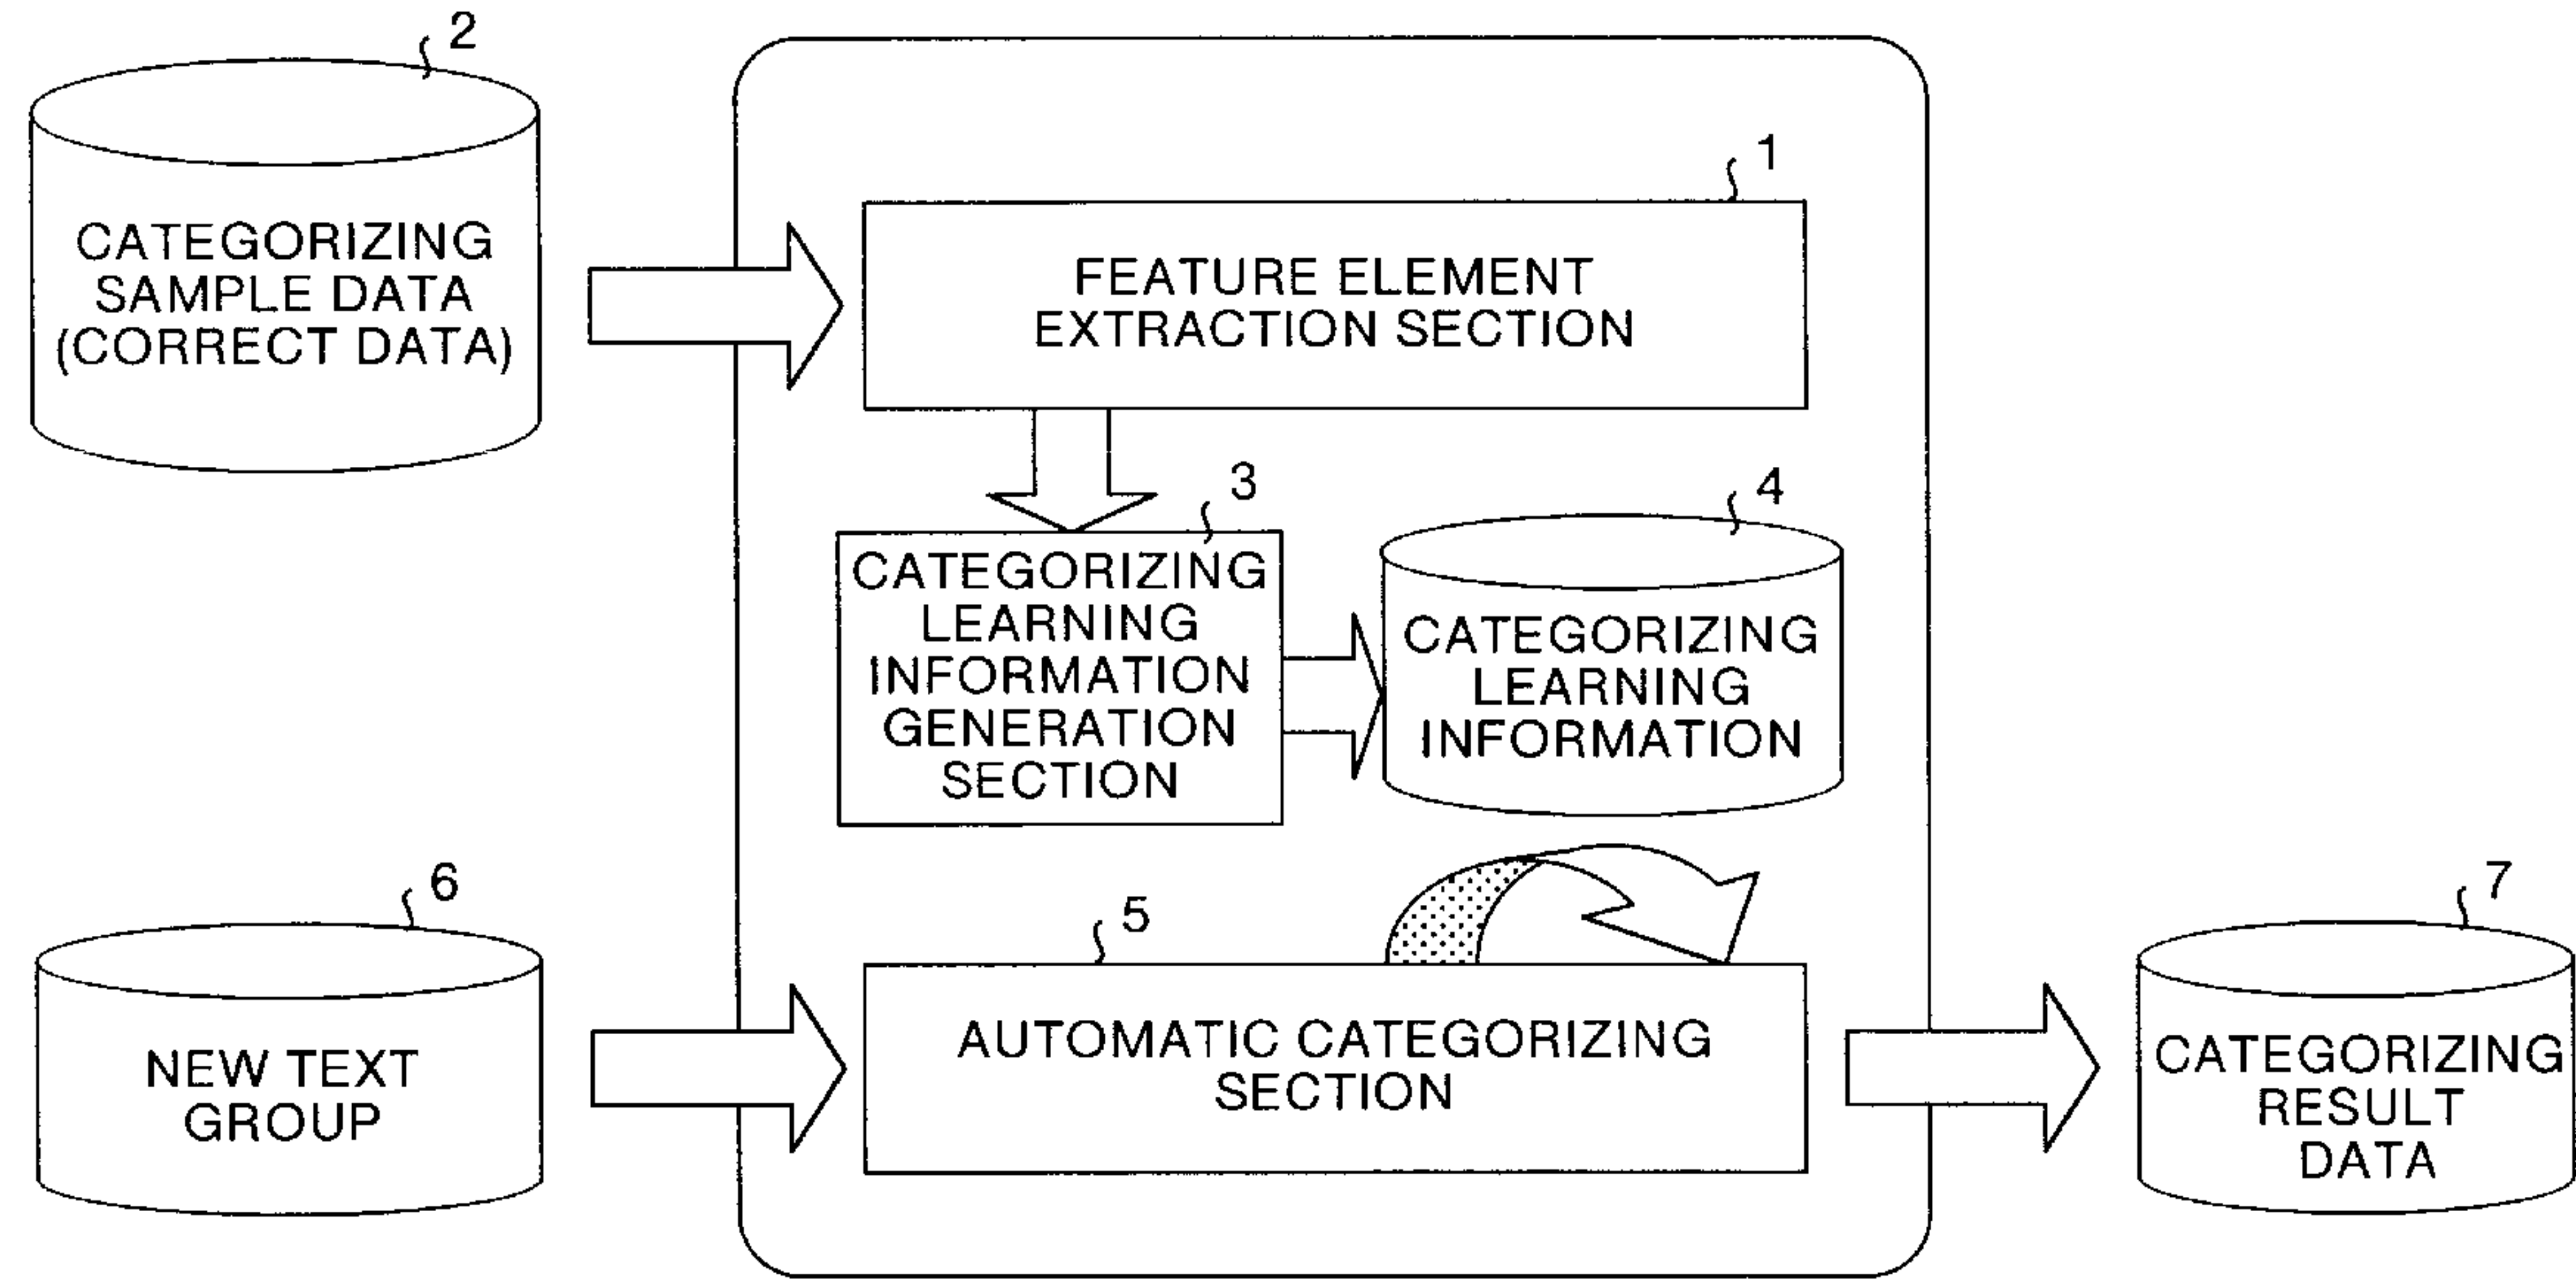 2
CATEGORIZING
SAMPLE DATA
(CORRECT DATA)
1
FEATURE ELEMENT
EXTRACTION SECTION
3
CATEGORIZING
LEARNING
INFORMATION
GENERATION
SECTION
4
CATEGORIZING
LEARNING
INFORMATION
6
NEW TEXT
GROUP
5
AUTOMATIC CATEGORIZING
SECTION
7
CATEGORIZING
RESULT
DATA